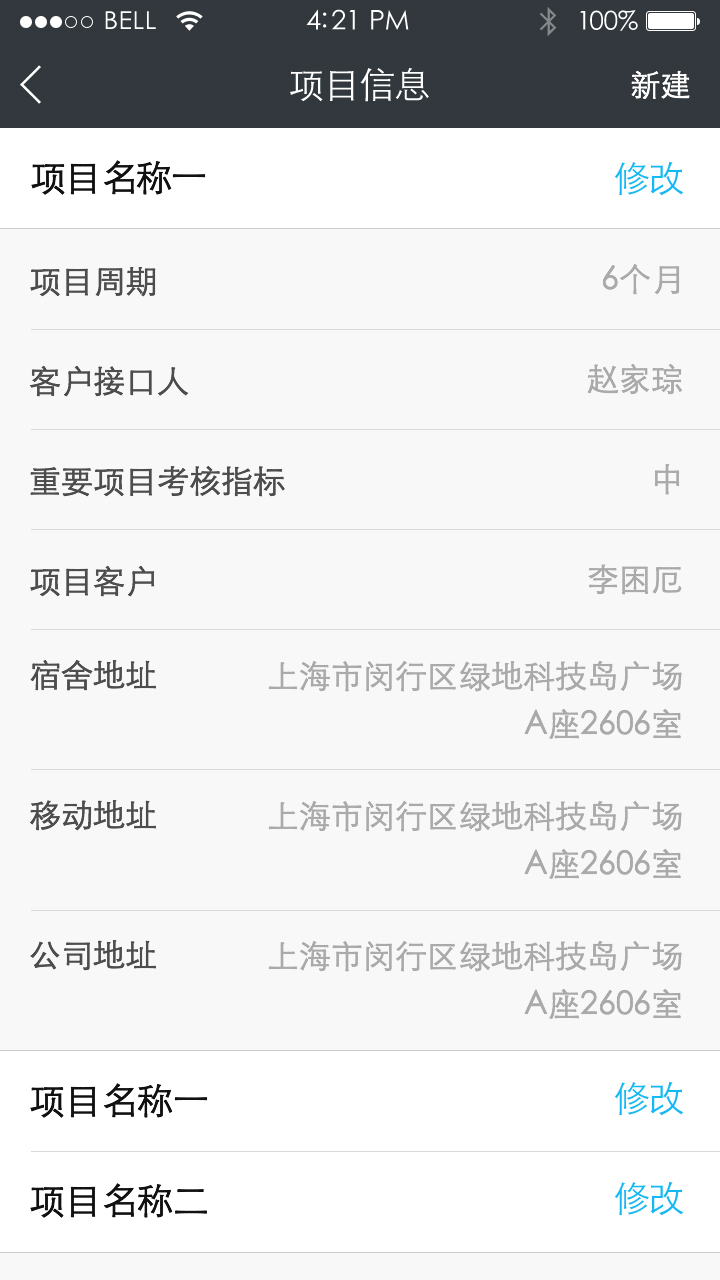 BELL 4:21 PM 100%
项目信息 新建
项目名称一 修改
项目周期 6个月
客户接口人 赵家琮
重要项目考核指标 中
项目客户 李困厄
宿舍地址 上海市闵行区绿地科技岛广场
A座2606室
移动地址 上海市闵行区绿地科技岛广场
A座2606室
公司地址 上海市闵行区绿地科技岛广场
A座2606室
项目名称一 修改
项目名称二 修改